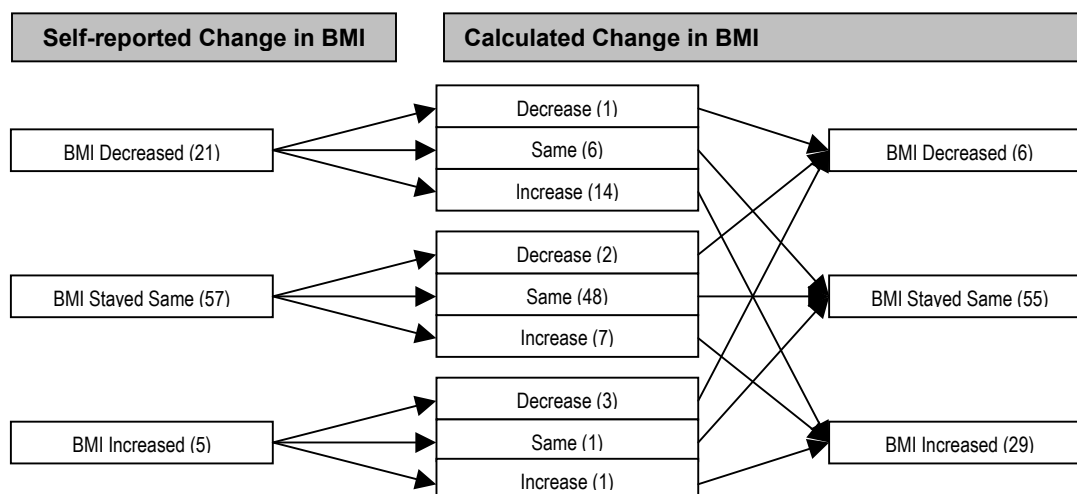 Self-reported Change in BMI
Calculated Change in BMI
BMI Decreased (21)
Decrease (1)
Same (6)
Increase (14)
BMI Decreased (6)
BMI Stayed Same (57)
Decrease (2)
Same (48)
Increase (7)
BMI Stayed Same (55)
BMI Increased (5)
Decrease (3)
Same (1)
Increase (1)
BMI Increased (29)